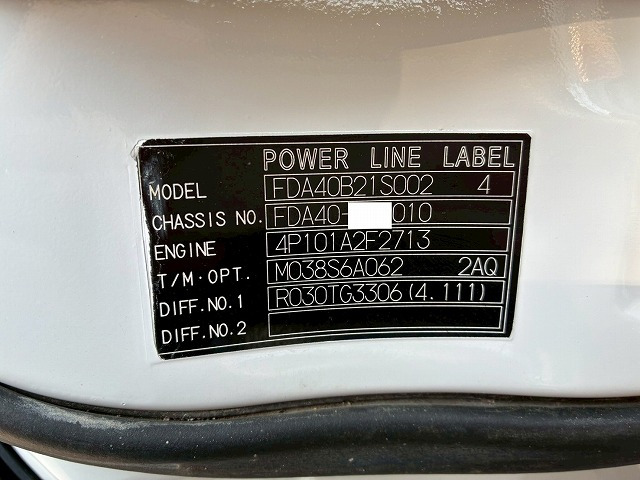 POWER LINE LABEL
MODEL FDA40B21S002 4
CHASSIS NO. FDA40- 010
ENGINE 4P101A2F2713
T/M·OPT. M038S6A062 2AQ
DIFF.NO.1 R030TG3306(4.111)
DIFF.NO.2